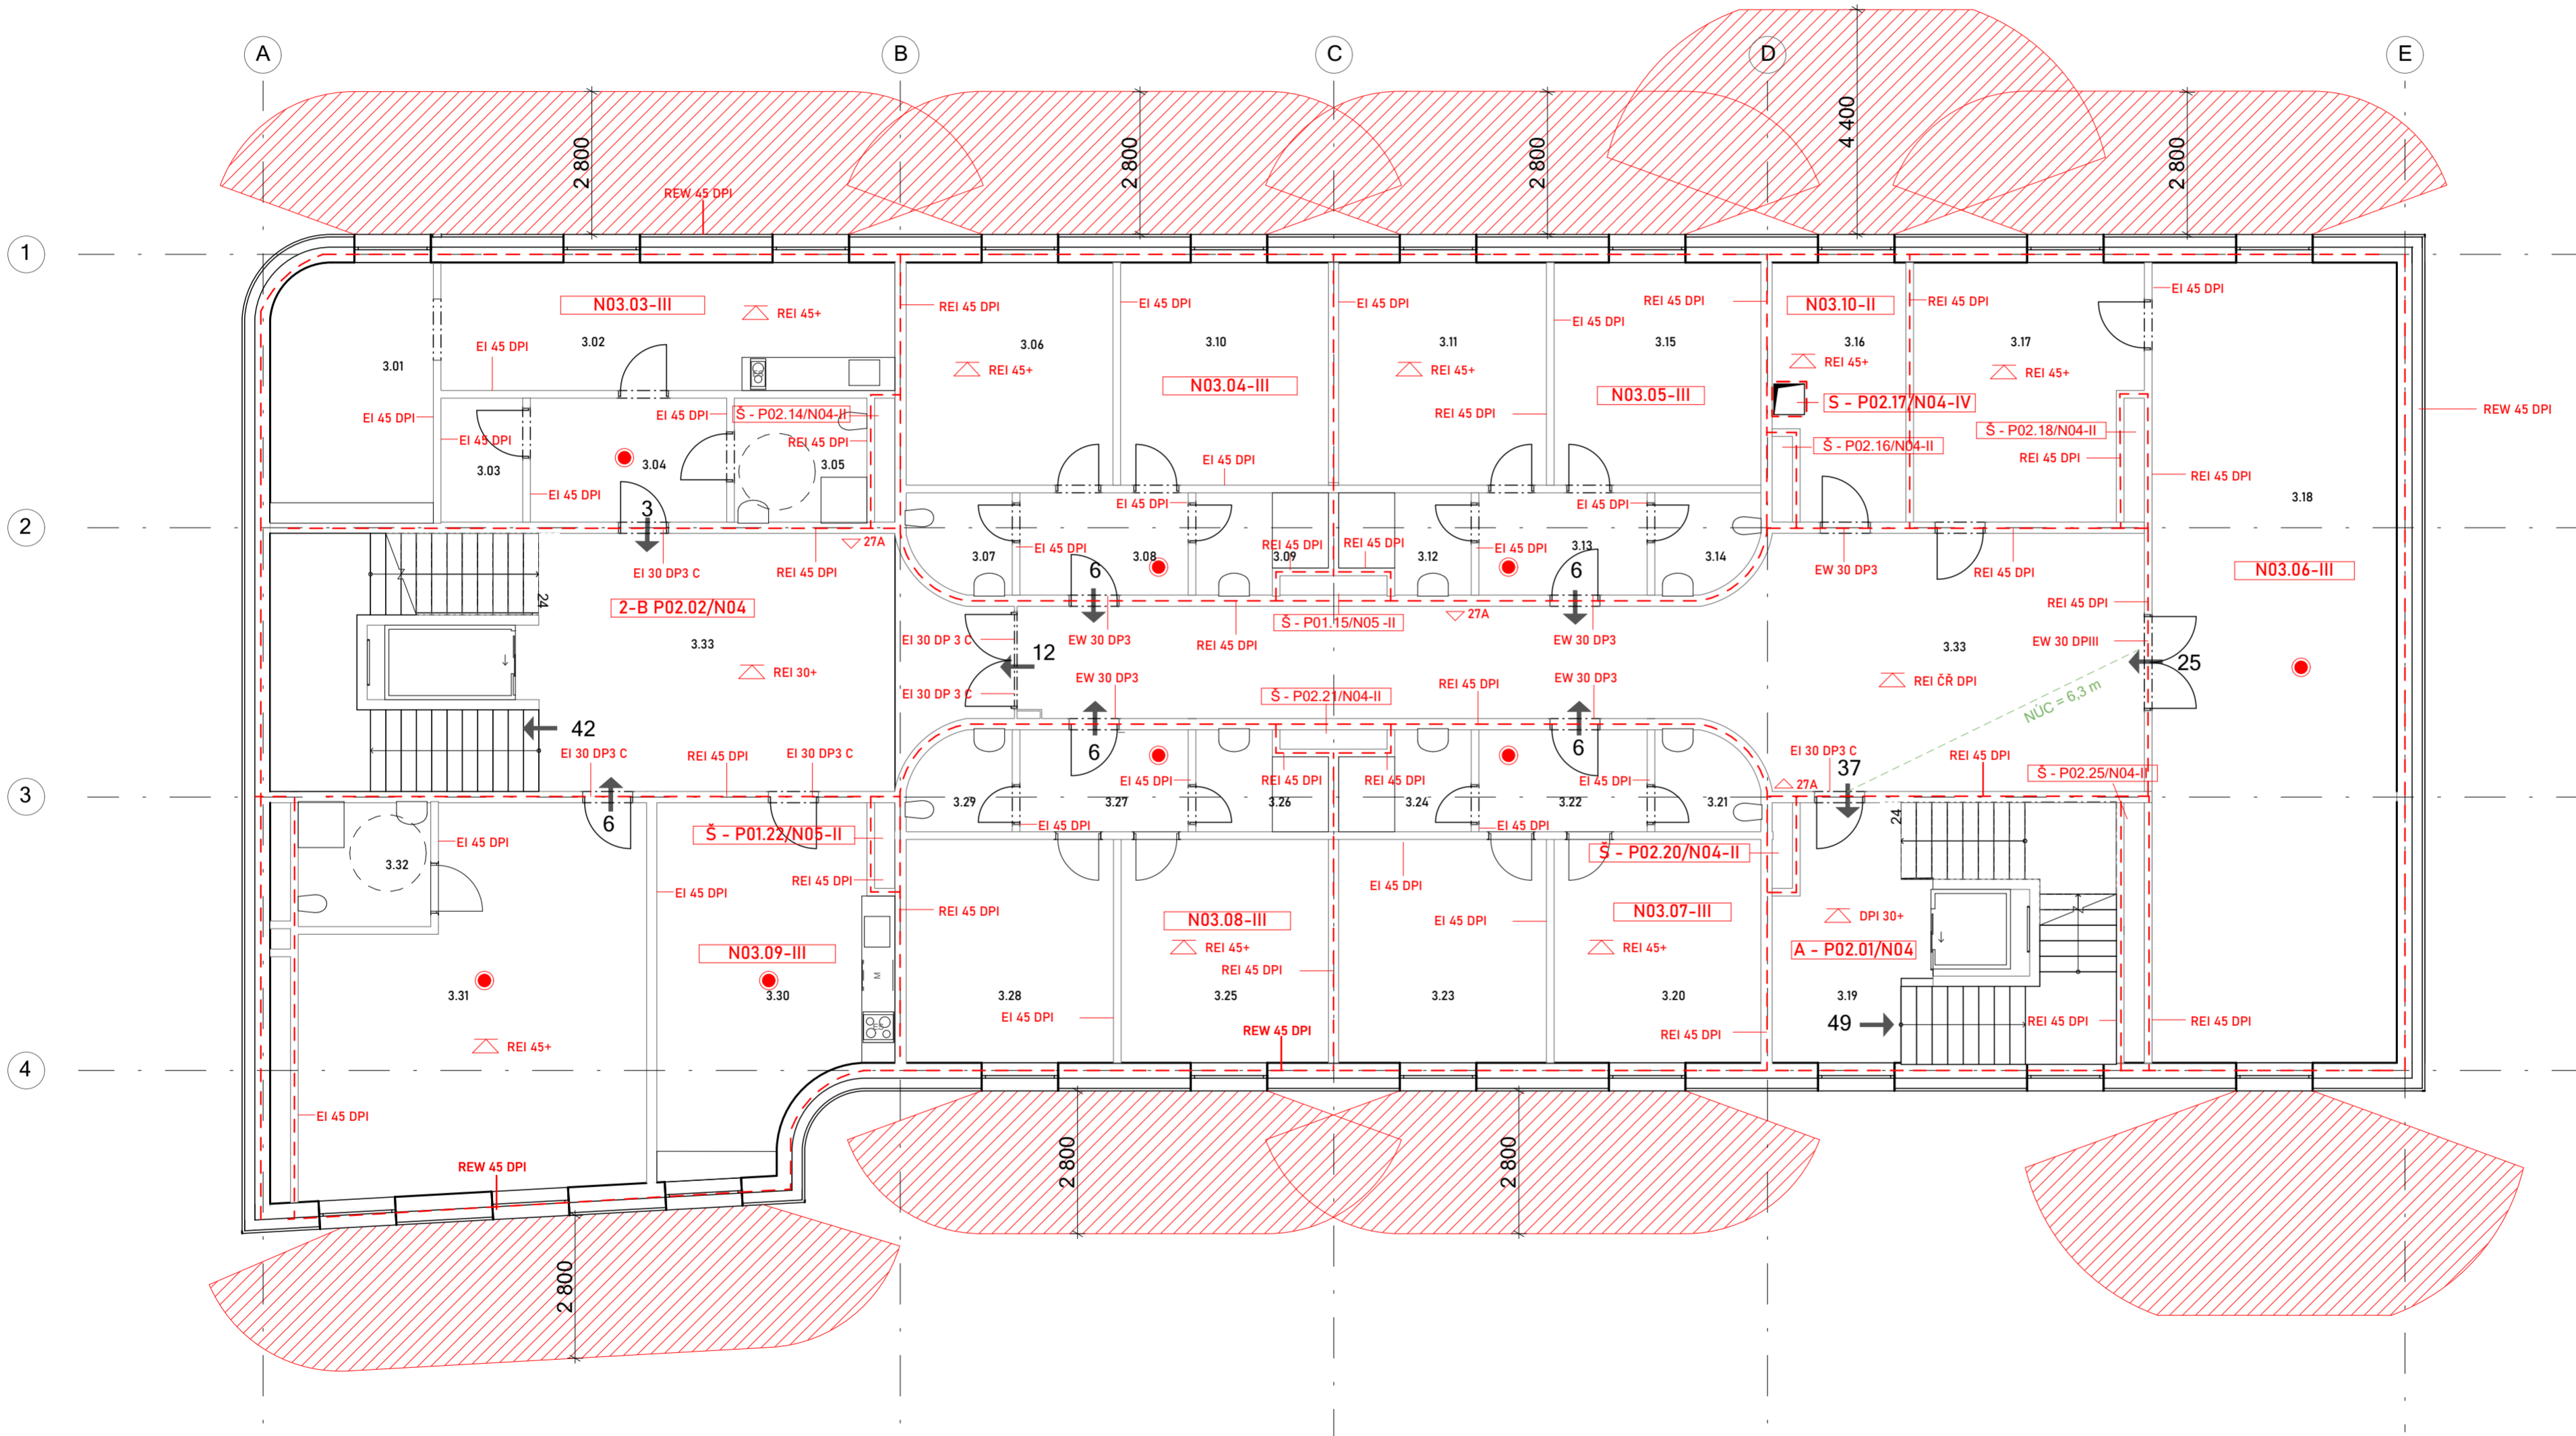 A
B
C
D
E
4 400
2 800
2 800
2 800
2 800
REW 45 DPI
1
N03.03-III
REI 45+
REI 45 DPI
EI 45 DPI
EI 45 DPI
REI 45 DPI
N03.10-II
REI 45 DPI
EI 45 DPI
EI 45 DPI
3.02
EI 45 DPI
3.01
3.06
REI 45+
3.10
N03.04-III
3.11
REI 45+
3.15
N03.05-III
3.16
REI 45+
3.17
REI 45+
S - P02.17/N04-IV
REW 45 DPI
EI 45 DPI
EI 45 DPI
Š - P02.14/N04-II
REI 45 DPI
REI 45 DPI
EI 45 DPI
Š - P02.16/N04-II
Š - P02.18/N04-II
REI 45 DPI
3.03
3.04
3.05
EI 45 DPI
REI 45 DPI
EI 45 DPI
3.18
EI 45 DPI
EI 45 DPI
3
2
27A
EI 30 DP3 C
REI 45 DPI
3.07
EI 45 DPI
3.08
REI 45 DPI
3.09
REI 45 DPI
3.12
EI 45 DPI
3.13
3.14
EW 30 DP3
REI 45 DPI
N03.06-III
6
6
24
2-B P02.02/N04
3.33
REI 30+
EI 30 DP 3 C
EW 30 DP3
REI 45 DPI
Š - P01.15/N05 -II
27A
EW 30 DP3
REI 45 DPI
EW 30 DPIII
3.33
12
25
REI ČŘ DPI
NÚC = 6,3 m
EI 30 DP 3 C
EW 30 DP3
Š - P02.21/N04-II
REI 45 DPI
EW 30 DP3
42
6
6
EI 30 DP3 C
REI 45 DPI
EI 30 DP3 C
EI 45 DPI
REI 45 DPI
REI 45 DPI
EI 45 DPI
EI 30 DP3 C
37
27A
REI 45 DPI
Š - P02.25/N04-II
3
6
3.29
3.27
3.26
3.24
3.22
3.21
24
EI 45 DPI
EI 45 DPI
EI 45 DPI
Š - P01.22/N05-II
Š - P02.20/N04-II
3.32
REI 45 DPI
EI 45 DPI
EI 45 DPI
REI 45 DPI
N03.08-III
REI 45+
EI 45 DPI
N03.07-III
REI 45+
DPI 30+
A - P02.01/N04
N03.09-III
REI 45 DPI
M
3.31
3.30
3.28
3.25
3.23
3.20
3.19
EI 45 DPI
REW 45 DPI
REI 45 DPI
49
REI 45 DPI
REI 45 DPI
REI 45+
4
EI 45 DPI
REW 45 DPI
2 800
2 800
2 800